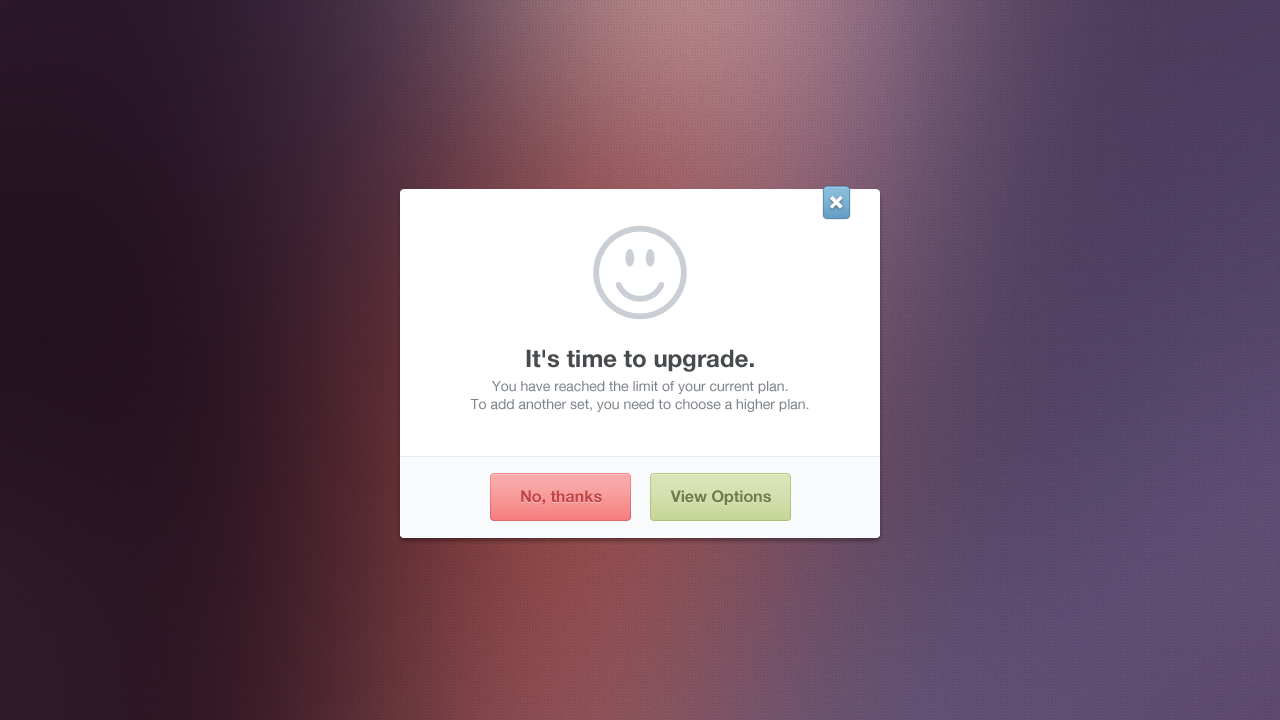 It's time to upgrade.
You have reached the limit of your current plan.
To add another set, you need to choose a higher plan.
No, thanks
View Options